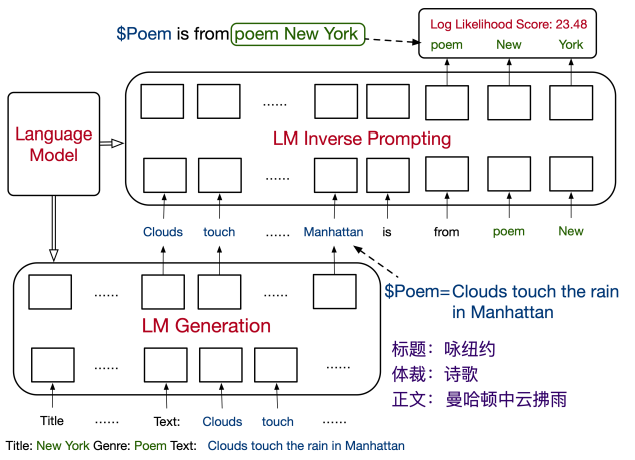 $Poem is from poem New York
Log Likelihood Score: 23.48
poem New York
Language Model
......
LM Inverse Prompting
......
Clouds touch ...... Manhattan is from poem New
...... ......
LM Generation
...... ......
Title ...... Text: Clouds touch ......
$Poem= Clouds touch the rain
in Manhattan
标题：咏纽约
体裁：诗歌
正文：曼哈顿中云拂雨
Title: New York Genre: Poem Text: Clouds touch the rain in Manhattan